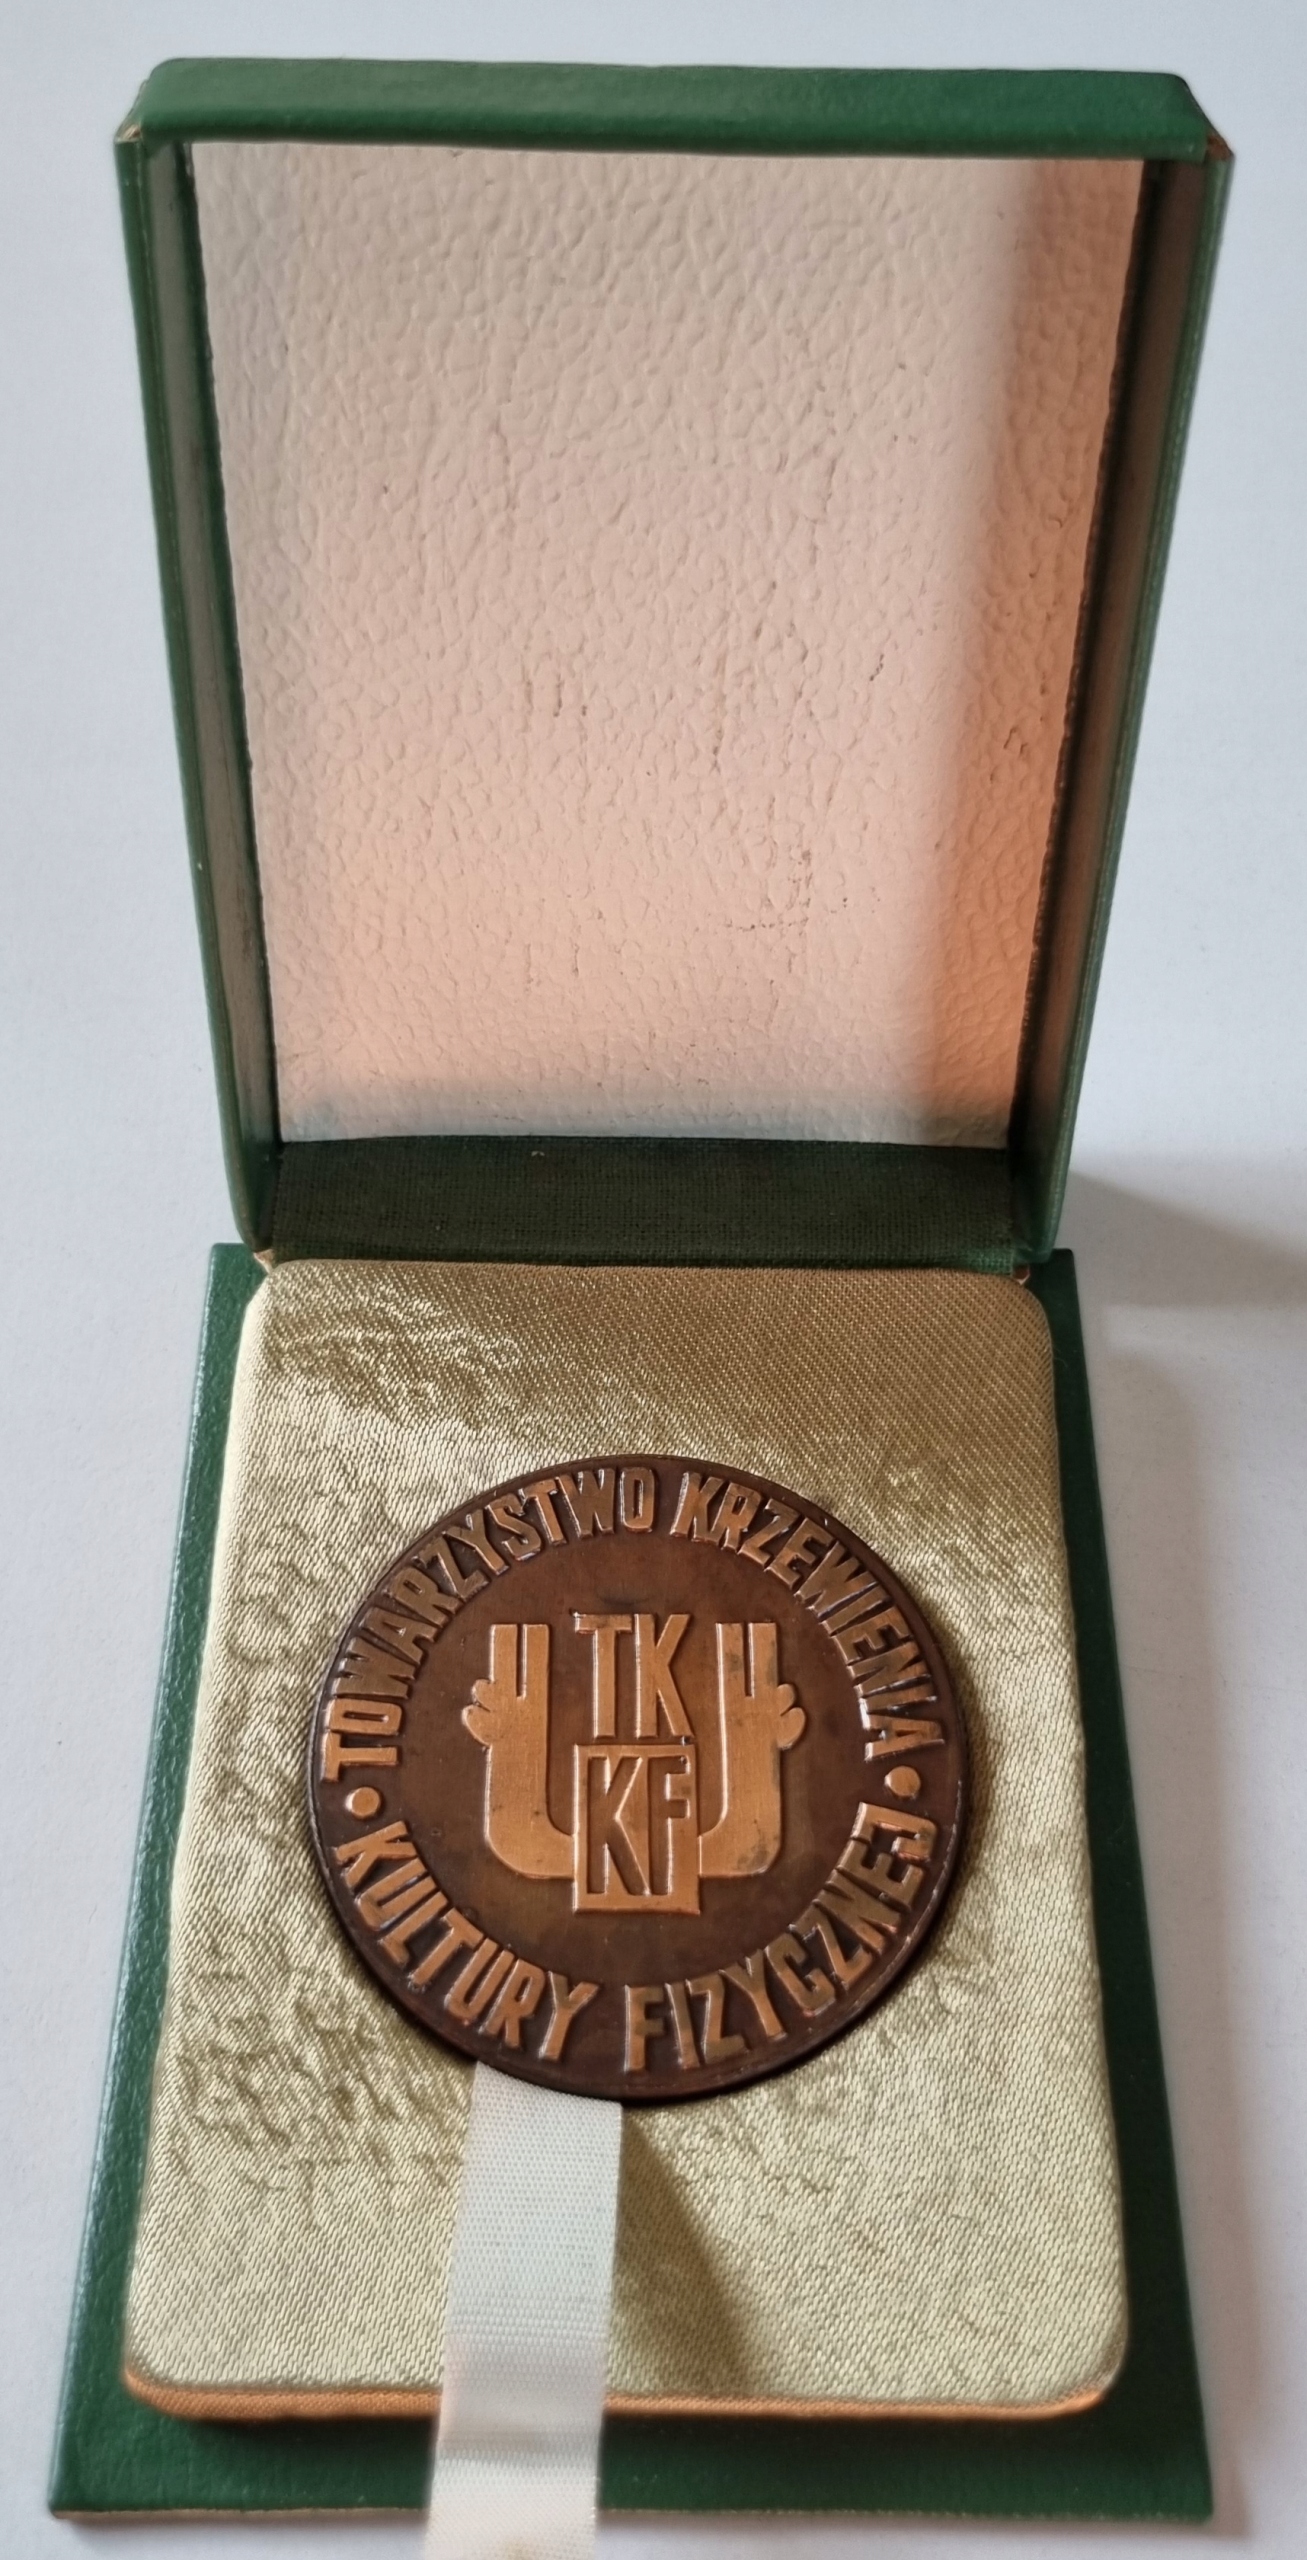 TOWARZYSTWO KRZEWIENIA
TK
KF
• KULTURY FIZYCZNEJ •